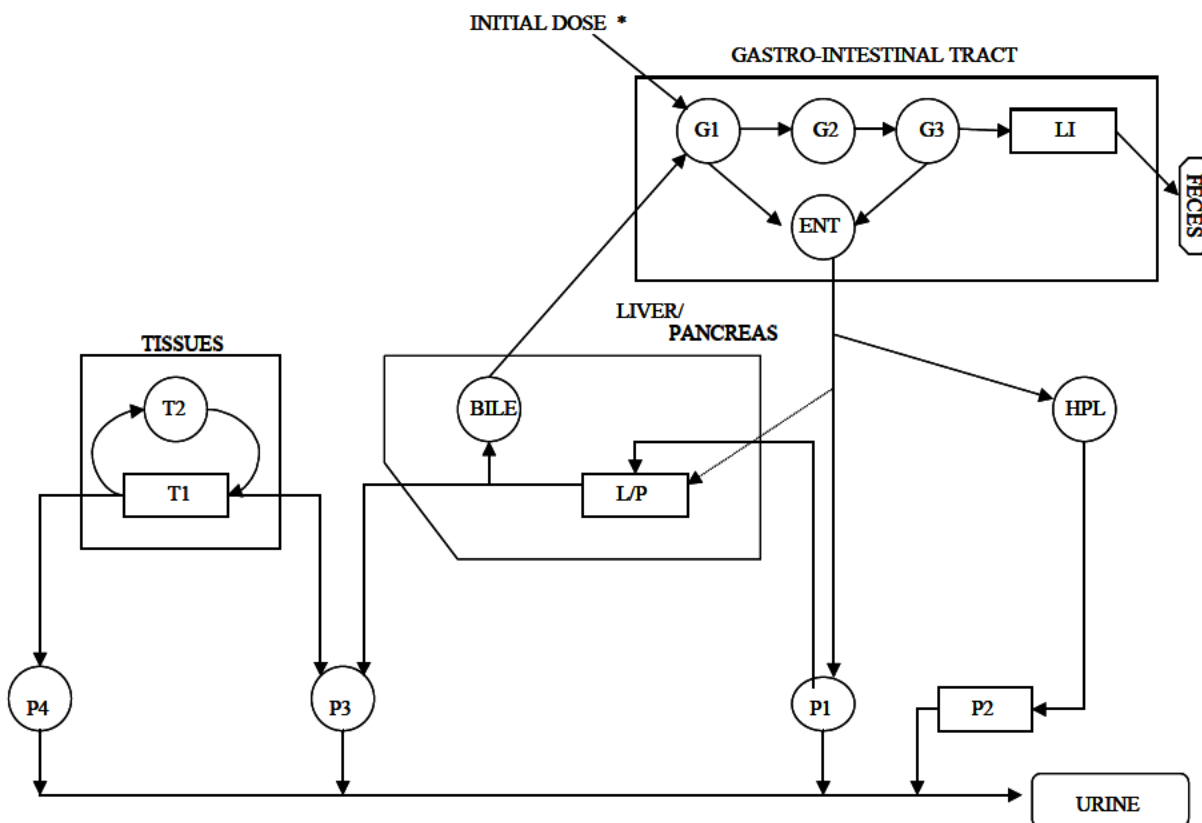 INITIAL DOSE *
GASTRO-INTESTINAL TRACT
G1
G2
G3
LI
FECES
ENT
LIVER/
PANCREAS
TISSUES
T2
BILE
HPL
T1
L/P
P4
P3
P1
P2
URINE